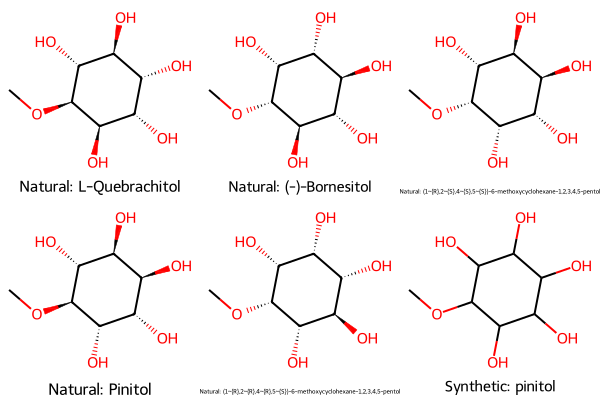 OH
HO
OH
O
OH
OH
Natural: L-Quebrachitol
OH
HO
OH
O
OH
OH
Natural: (-)-Bornesitol
OH
HO
OH
O
OH
OH
Natural: (1~{R},2~{S},4~{S},5~{S})-6-methoxycyclohexane-1,2,3,4,5-pentol
OH
HO
OH
O
OH
OH
Natural: Pinitol
OH
HO
OH
O
OH
OH
Natural: (1~{R},2~{R},4~{R},5~{S})-6-methoxycyclohexane-1,2,3,4,5-pentol
OH
HO
OH
O
OH
OH
Synthetic: pinitol